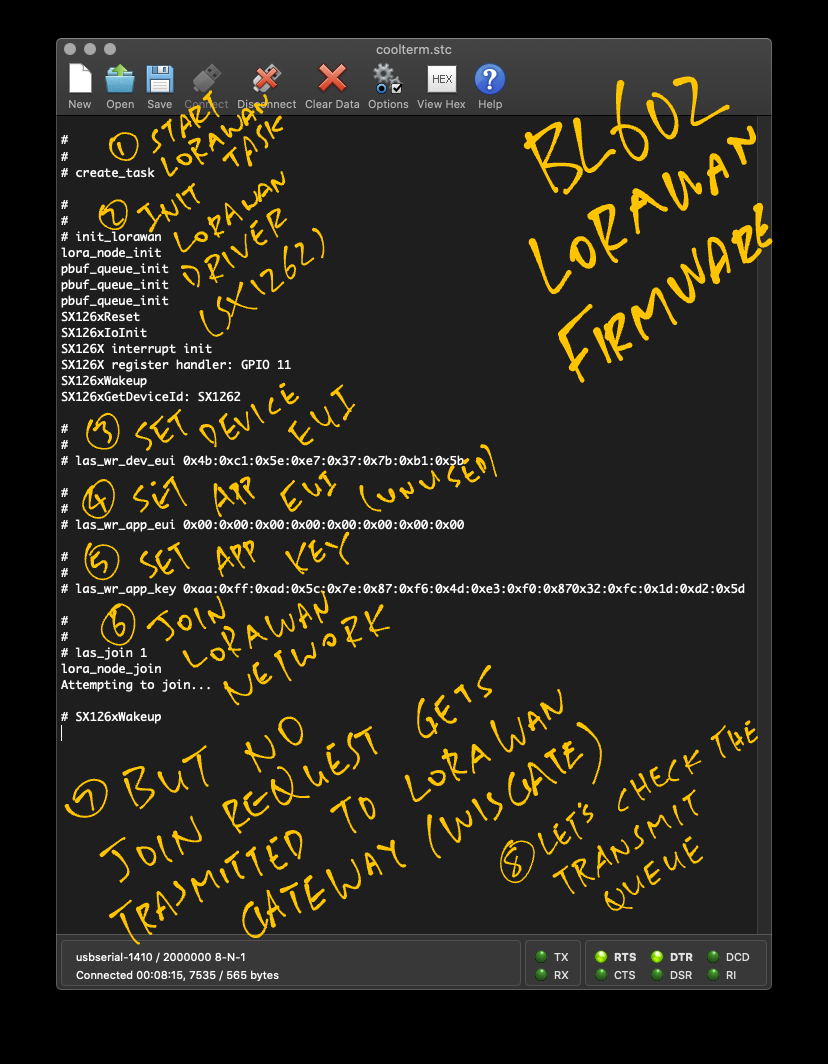 coolterm.stc
New Open Save Connect Disconnect Clear Data Options View Hex Help
HEX
BL602
LORAWAN
FIRMWARE
#
① START
LORAWAN
TASK
#
# create_task
#
② INIT
LORAWAN
DRIVER
(SX1262)
#
# init_lorawan
lora_node_init
pbuf_queue_init
pbuf_queue_init
pbuf_queue_init
SX126xReset
SX126xIoInit
SX126X interrupt init
SX126X register handler: GPIO 11
SX126xWakeup
SX126xGetDeviceId: SX1262
#
③ SET DEVICE
EUI
#
# las_wr_dev_eui 0x4b:0xc1:0x5e:0xe7:0x37:0x7b:0xb1:0x5b
#
④ SET APP EUI (UNUSED)
#
# las_wr_app_eui 0x00:0x00:0x00:0x00:0x00:0x00:0x00:0x00
#
⑤ SET APP KEY
#
# las_wr_app_key 0xaa:0xff:0xad:0x5c:0x7e:0x87:0xf6:0x4d:0xe3:0xf0:0x870x32:0xfc:0x1d:0xd2:0x5d
#
⑥ JOIN
LORAWAN
NETWORK
#
# las_join 1
lora_node_join
Attempting to join...
# SX126xWakeup
⑦ BUT NO
JOIN REQUEST GETS
TRASMITTED TO LORAWAN
GATEWAY (WISGATE)
⑧ LET'S CHECK THE
TRANSMIT
QUEUE
usbserial-1410 / 2000000 8-N-1
Connected 00:08:15, 7535 / 565 bytes
TX RTS DTR DCD
RX CTS DSR RI